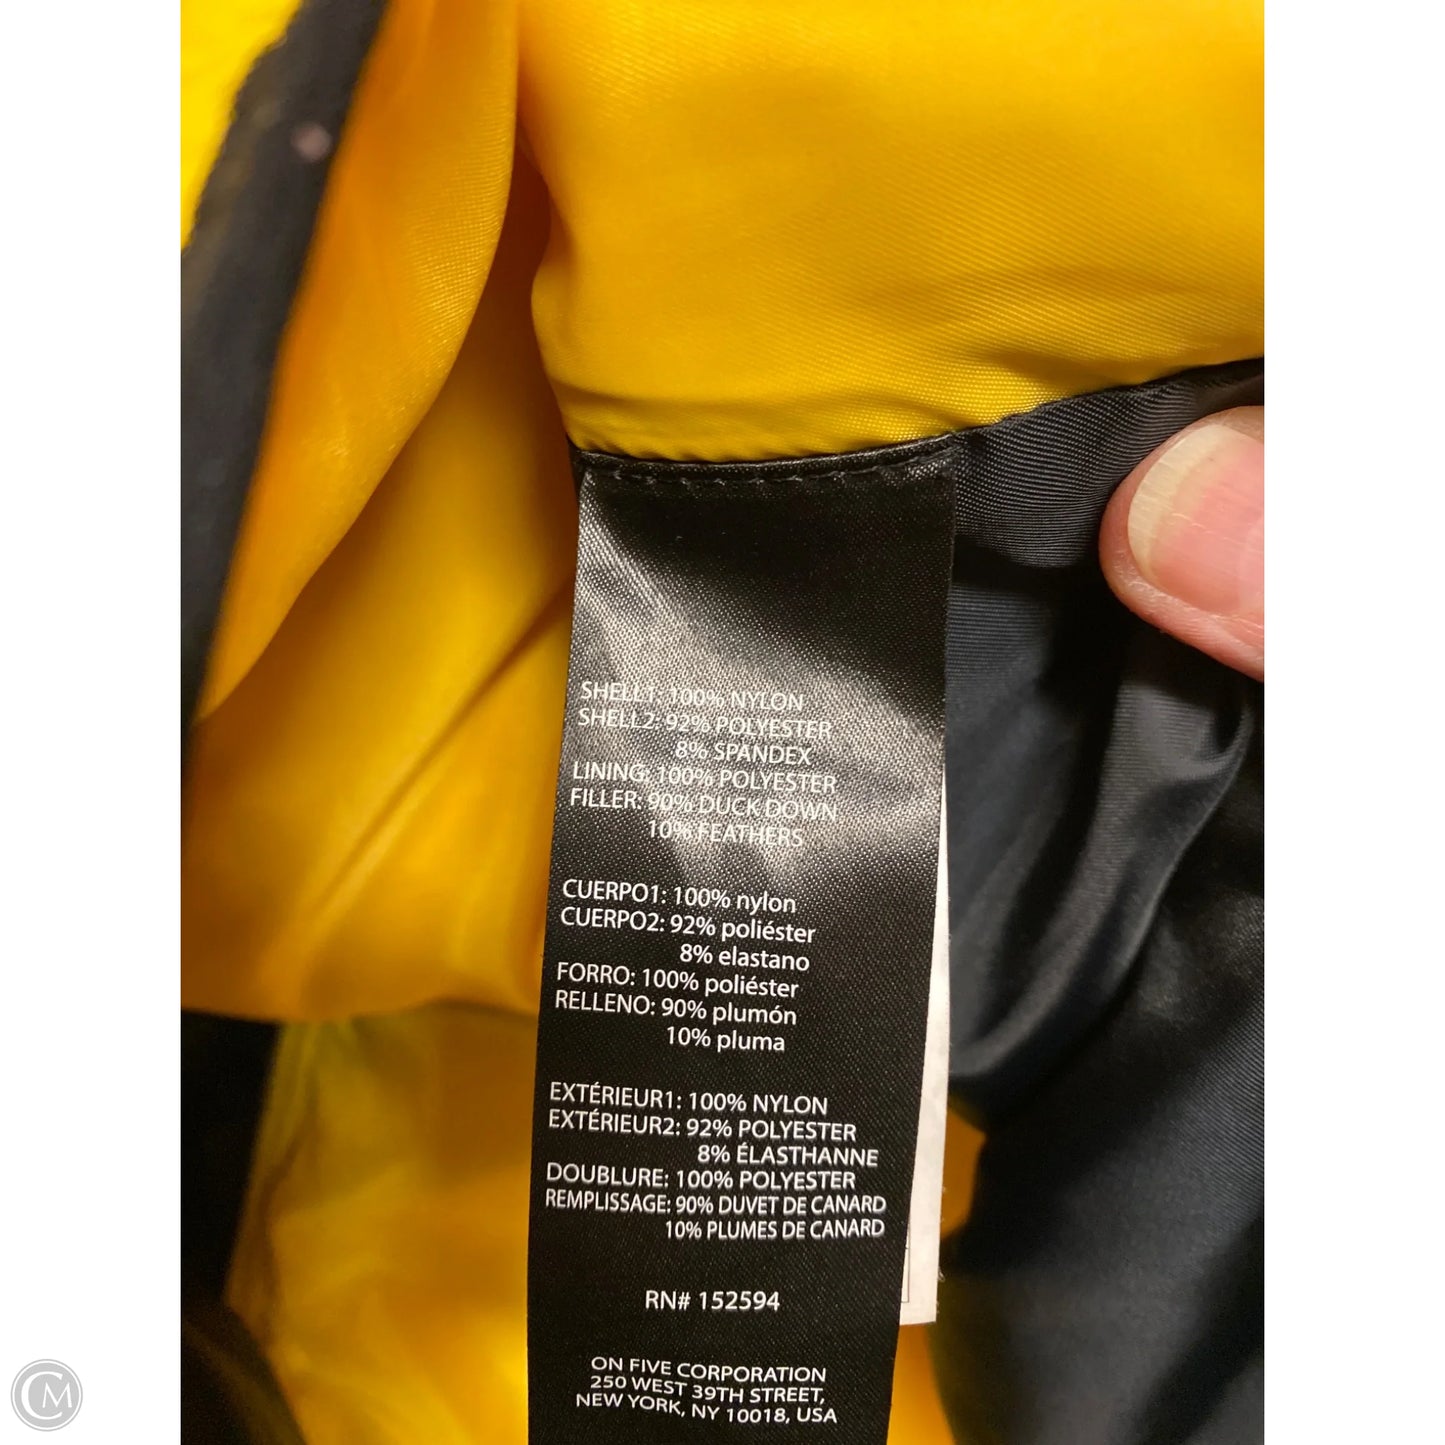 SHELL1: 100% NYLON
SHELL2: 92% POLYESTER
8% SPANDEX
LINING: 100% POLYESTER
FILLER: 90% DUCK DOWN
10% FEATHERS
CUERPO1: 100% nylon
CUERPO2: 92% poliéster
8% elastano
FORRO: 100% poliéster
RELLENO: 90% plumón
10% pluma
EXTÉRIEUR1: 100% NYLON
EXTÉRIEUR2: 92% POLYESTER
8% ÉLASTHANNE
DOUBLURE: 100% POLYESTER
REMPLISSAGE: 90% DUVET DE CANARD
10% PLUMES DE CANARD
RN# 152594
ON FIVE CORPORATION
250 WEST 39TH STREET,
NEW YORK, NY 10018, USA
CM